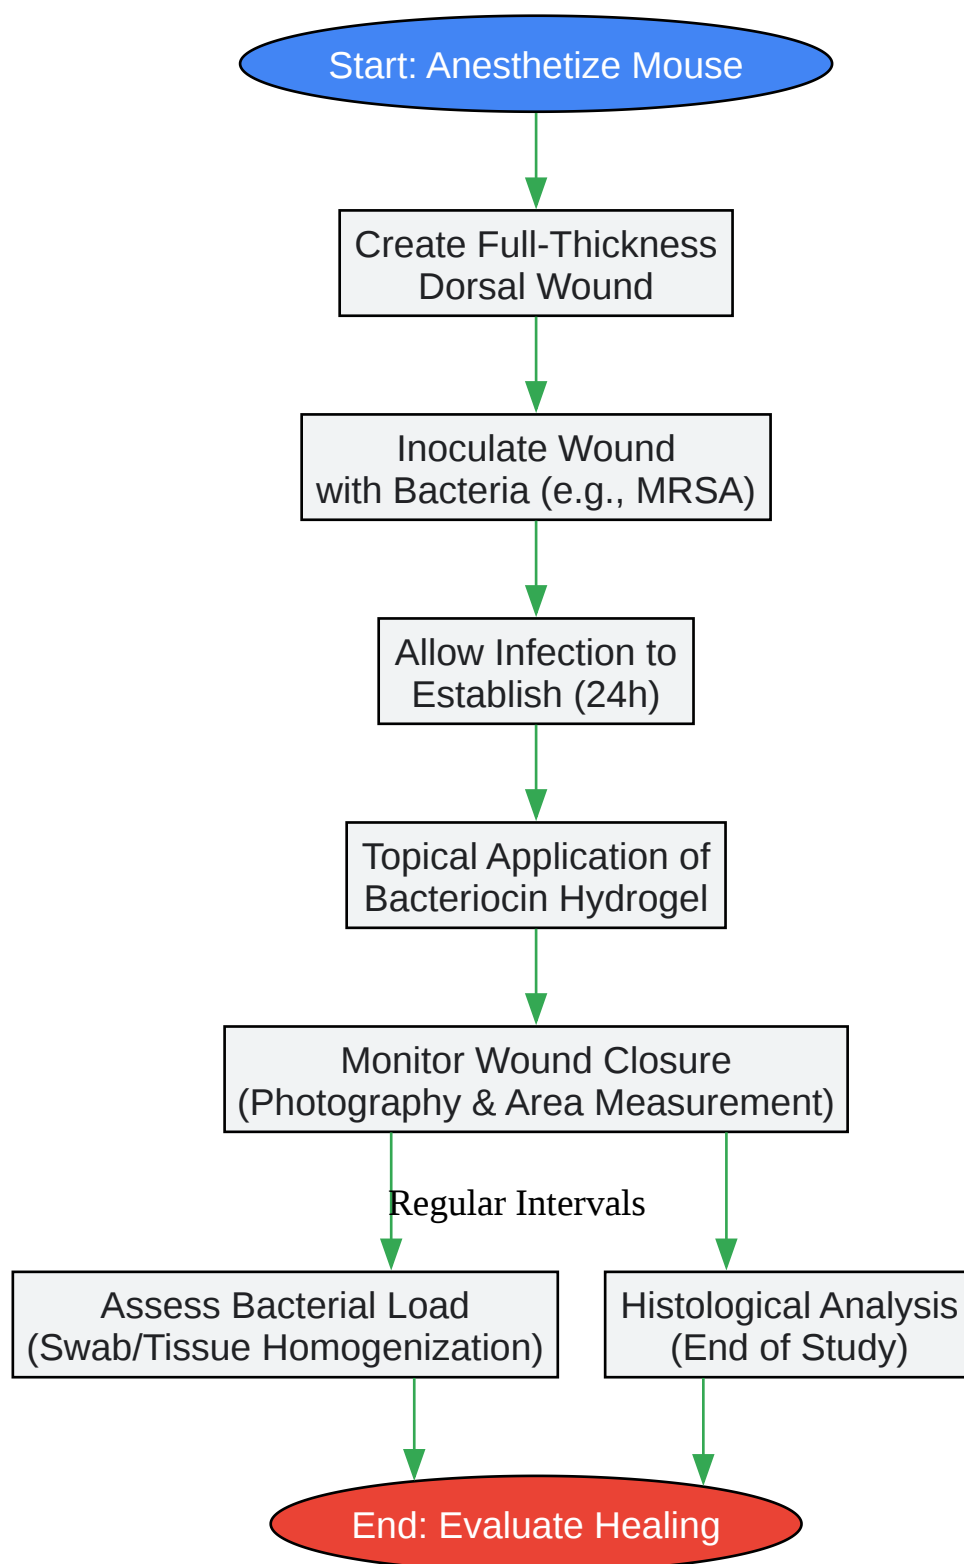 Start: Anesthetize Mouse
Create Full-Thickness
Dorsal Wound
Inoculate Wound
with Bacteria (e.g., MRSA)
Allow Infection to
Establish (24h)
Topical Application of
Bacteriocin Hydrogel
Monitor Wound Closure
(Photography & Area Measurement)
Regular Intervals
Assess Bacterial Load
(Swab/Tissue Homogenization)
Histological Analysis
(End of Study)
End: Evaluate Healing